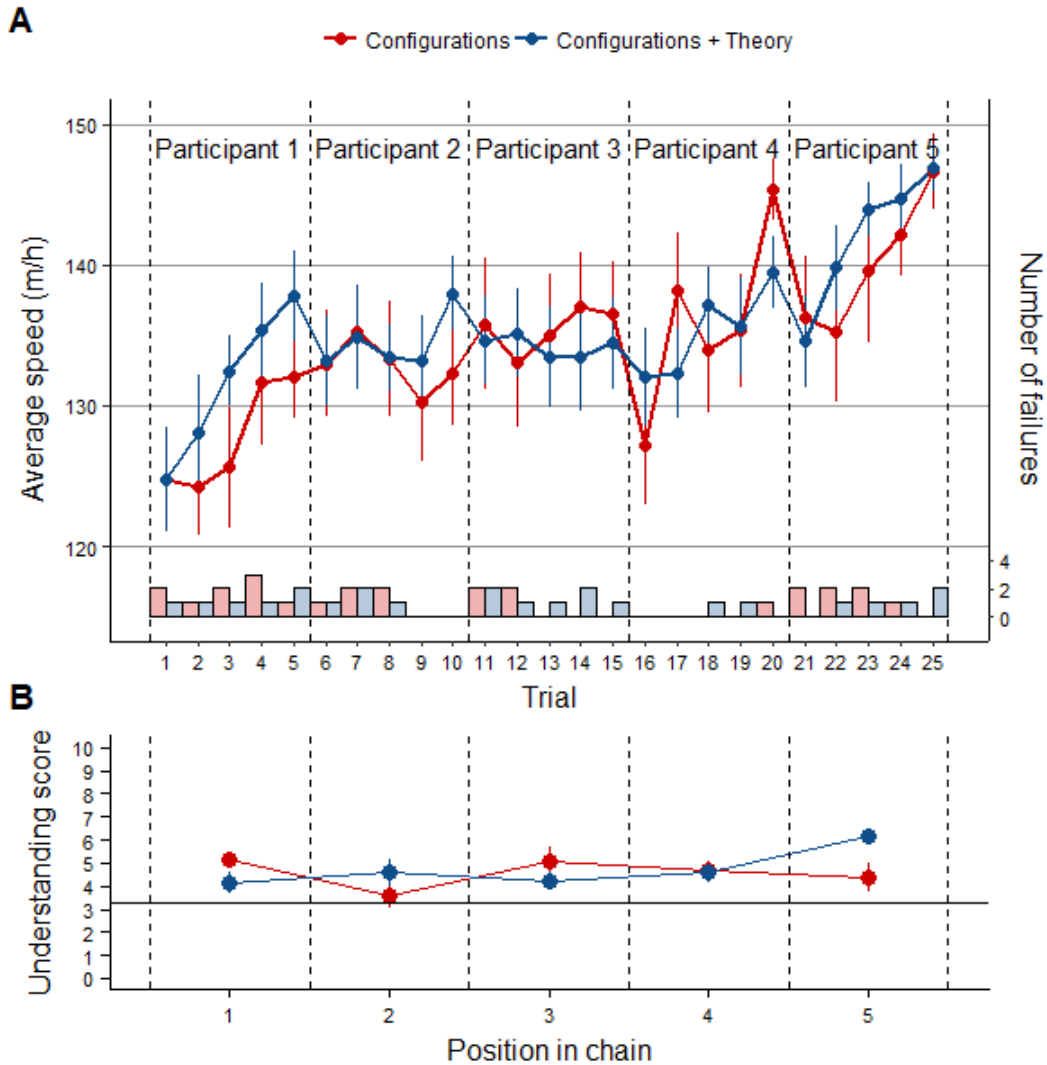 A
Configurations Configurations + Theory
Participant 1 Participant 2 Participant 3 Participant 4 Participant 5
Average speed (m/h)
150
140
130
120
Number of failures
4
2
0
1 2 3 4 5 6 7 8 9 10 11 12 13 14 15 16 17 18 19 20 21 22 23 24 25
Trial
B
Understanding score
10
9
8
7
6
5
4
3
2
1
0
1 2 3 4 5
Position in chain